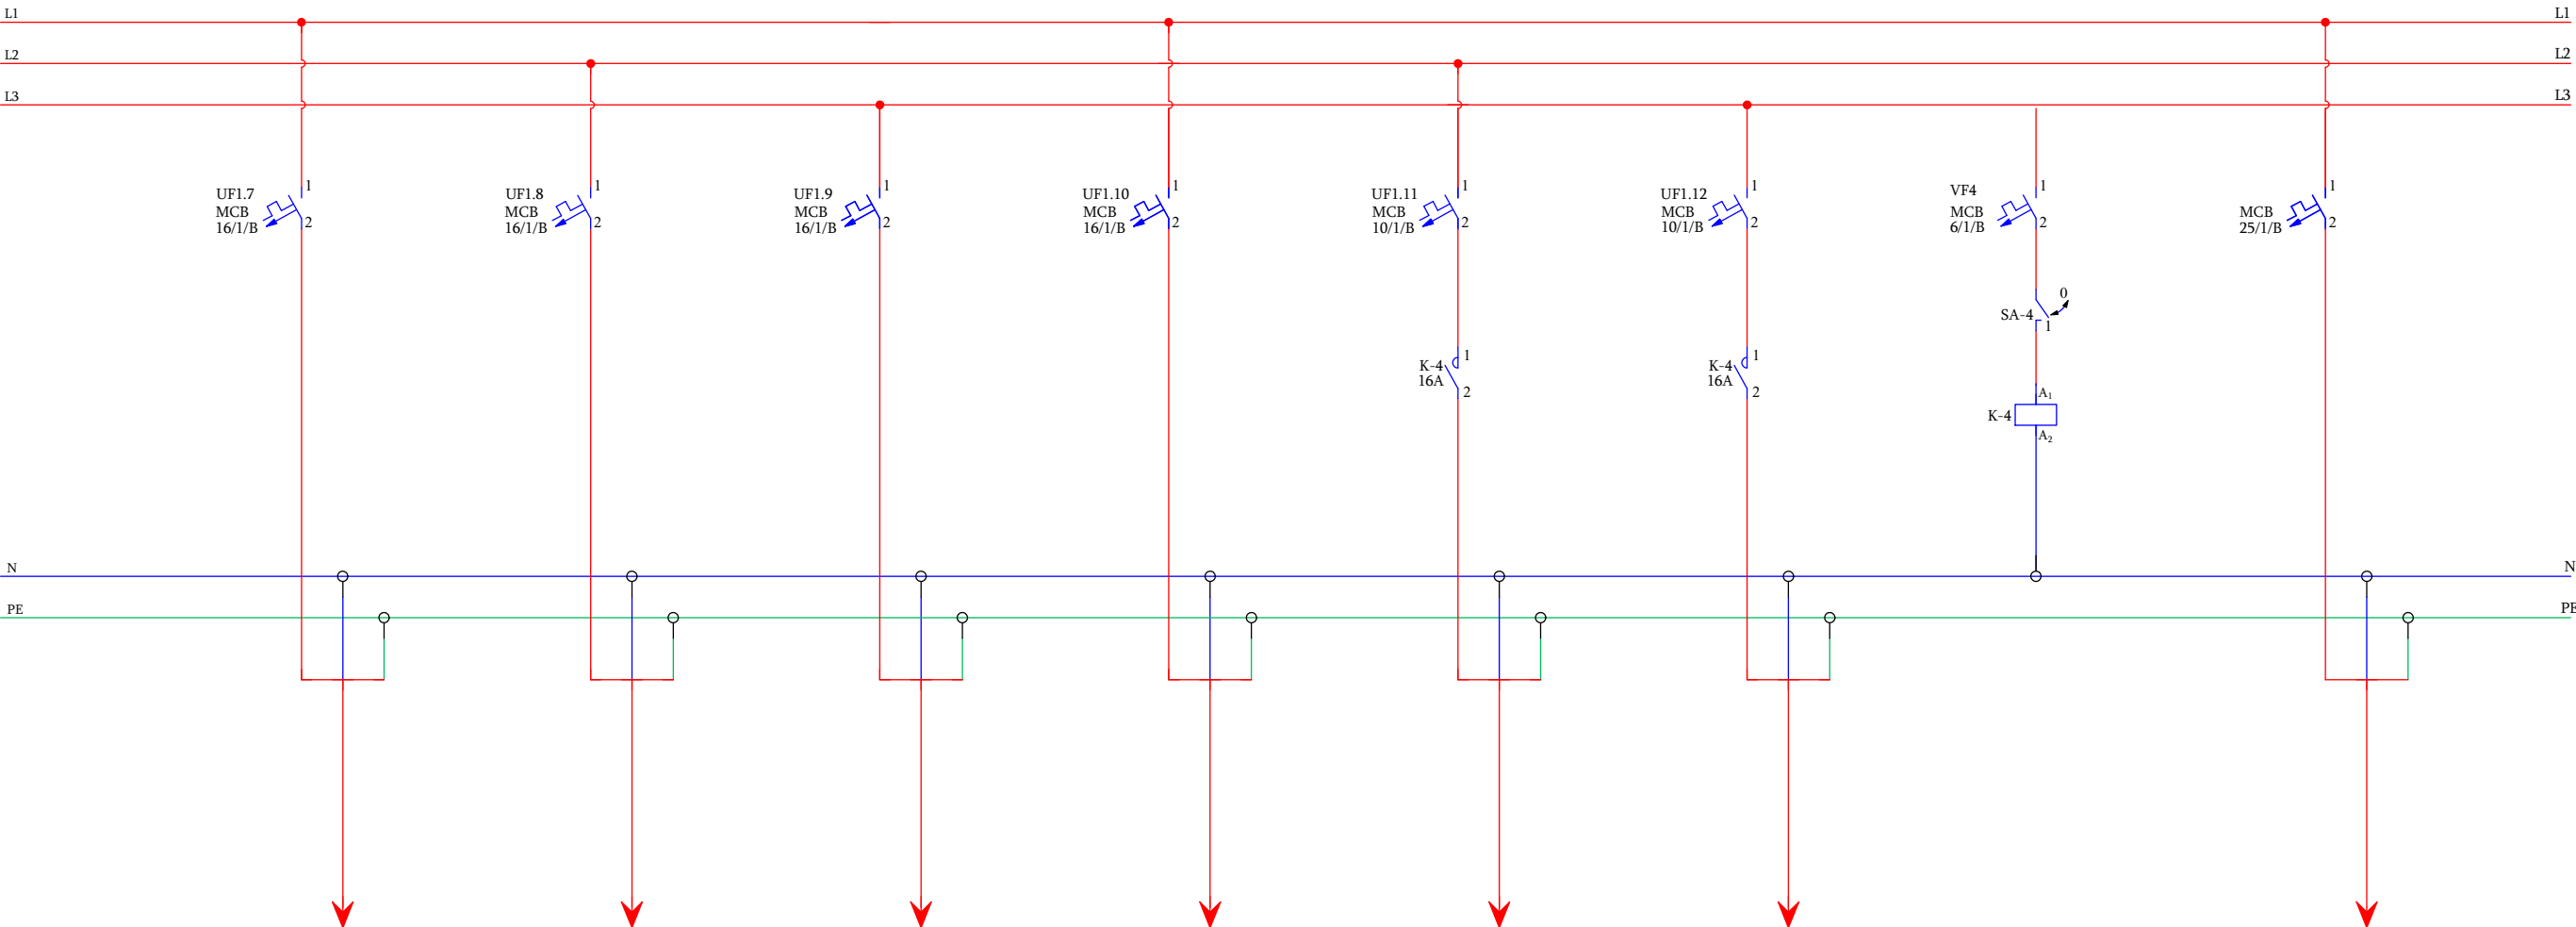 L1
L1
L2
L2
L3
L3
UF1.7
MCB
16/1/B
1
2
UF1.8
MCB
16/1/B
1
2
UF1.9
MCB
16/1/B
1
2
UF1.10
MCB
16/1/B
1
2
UF1.11
MCB
10/1/B
1
2
UF1.12
MCB
10/1/B
1
2
VF4
MCB
6/1/B
1
2
MCB
25/1/B
1
2
SA-4
0
1
K-4
16A
1
2
K-4
16A
1
2
K-4
A₁
A₂
N
N
PE
PE